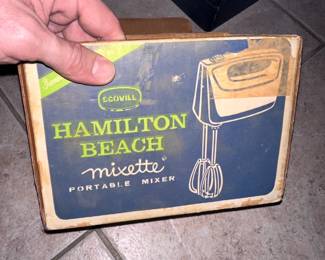 SCOVILL
HAMILTON
BEACH
mixette
PORTABLE MIXER